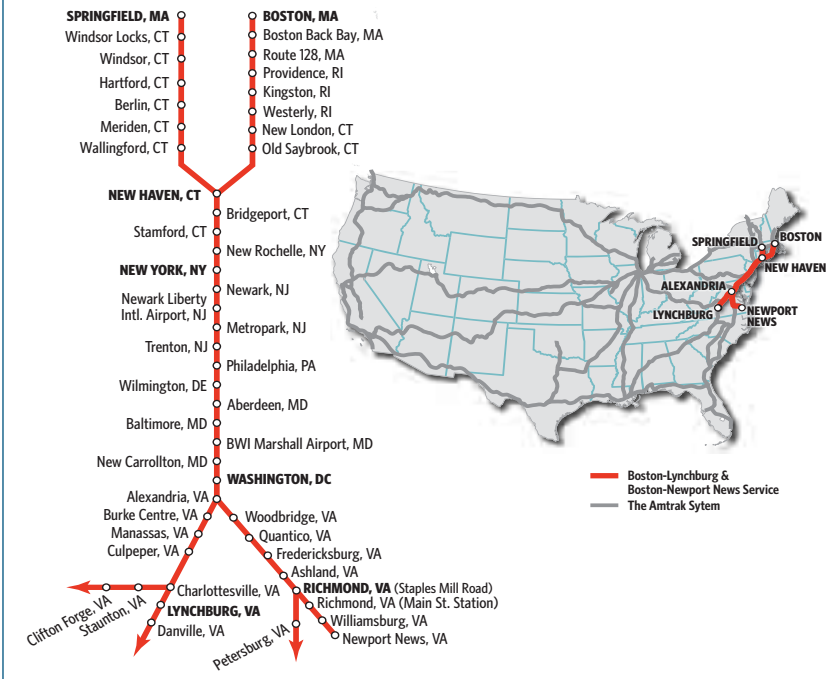 SPRINGFIELD, MA
Windsor Locks, CT
Windsor, CT
Hartford, CT
Berlin, CT
Meriden, CT
Wallingford, CT
BOSTON, MA
Boston Back Bay, MA
Route 128, MA
Providence, RI
Kingston, RI
Westerly, RI
New London, CT
Old Saybrook, CT
NEW HAVEN, CT
Bridgeport, CT
Stamford, CT
New Rochelle, NY
NEW YORK, NY
Newark, NJ
Newark Liberty
Intl. Airport, NJ
Metropark, NJ
Trenton, NJ
Philadelphia, PA
Wilmington, DE
Aberdeen, MD
Baltimore, MD
BWI Marshall Airport, MD
New Carrollton, MD
WASHINGTON, DC
Alexandria, VA
Burke Centre, VA
Manassas, VA
Culpeper, VA
Charlottesville, VA
Staunton, VA
Clifton Forge, VA
LYNCHBURG, VA
Danville, VA
Woodbridge, VA
Quantico, VA
Fredericksburg, VA
Ashland, VA
RICHMOND, VA (Staples Mill Road)
Richmond, VA (Main St. Station)
Williamsburg, VA
Newport News, VA
Petersburg, VA
SPRINGFIELD
BOSTON
NEW HAVEN
ALEXANDRIA
LYNCHBURG
NEWPORT
NEWS
Boston-Lynchburg &
Boston-Newport News Service
The Amtrak Sytem